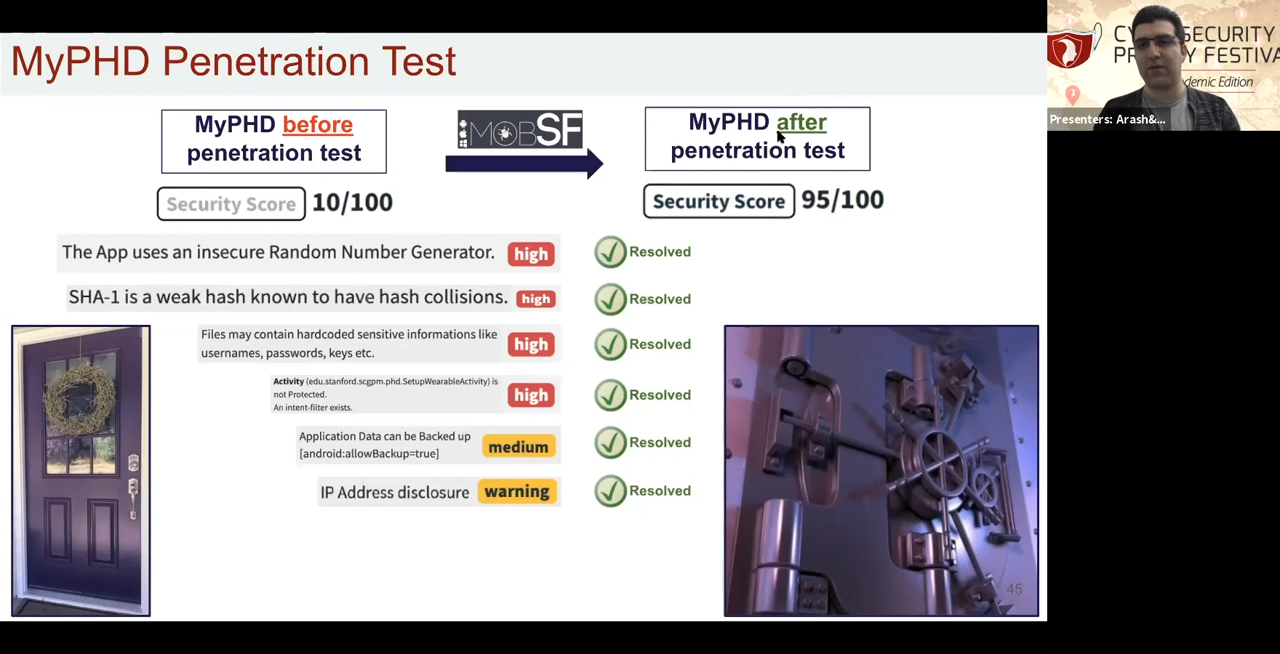 MyPHD Penetration Test
MyPHD before
penetration test
MOBSF
MyPHD after
penetration test
Security Score 10/100
Security Score 95/100
The App uses an insecure Random Number Generator. high
Resolved
SHA-1 is a weak hash known to have hash collisions. high
Resolved
Files may contain hardcoded sensitive informations like
usernames, passwords, keys etc.
high
Resolved
Activity (edu.stanford.scgpm.phd.SetupWearableActivity) is
not Protected.
An intent-filter exists.
high
Resolved
Application Data can be Backed up
[android:allowBackup=true]
medium
Resolved
IP Address disclosure warning
Resolved
45
SECURITY
FESTIVA
demic Edition
Presenters: Arash&...